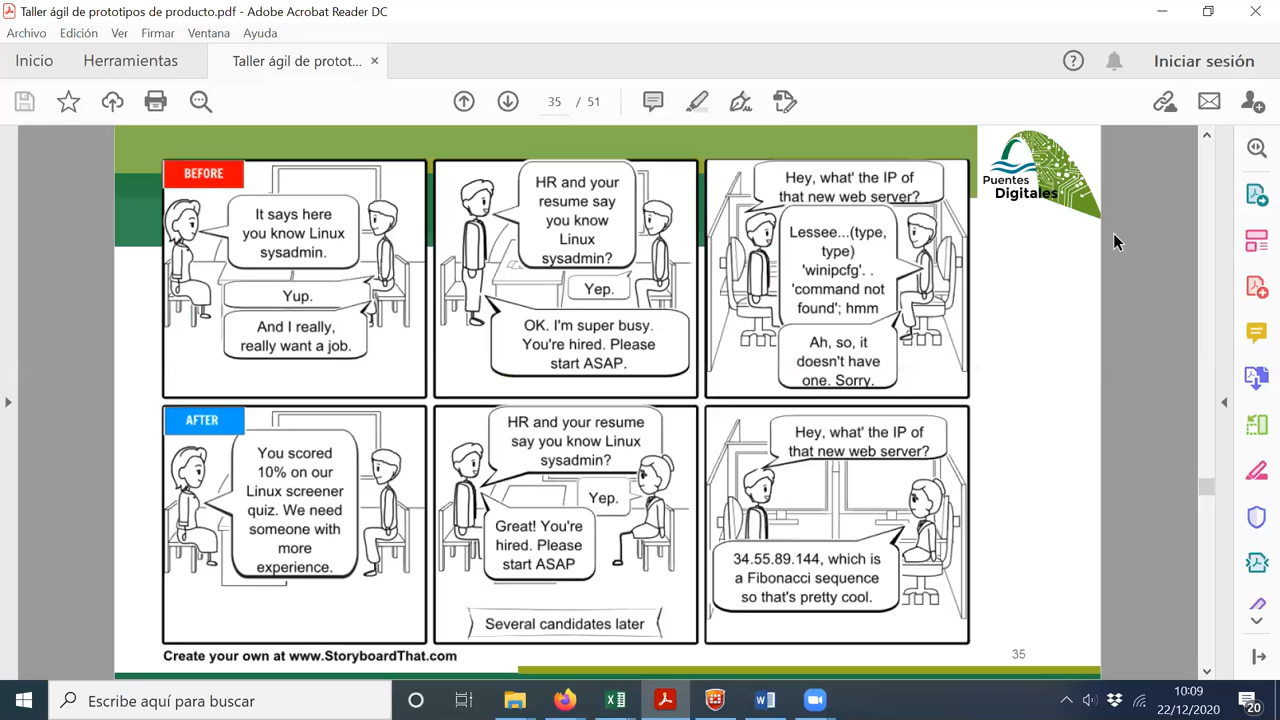 Taller ágil de prototipos de producto.pdf - Adobe Acrobat Reader DC
Archivo Edición Ver Firmar Ventana Ayuda
Inicio Herramientas Taller ágil de protot... ×
Iniciar sesión
35 / 51
Puentes
Digitales
BEFORE
It says here
you know Linux
sysadmin.
Yup.
And I really,
really want a job.
HR and your
resume say
you know
Linux
sysadmin?
Yep.
OK. I'm super busy.
You're hired. Please
start ASAP.
Hey, what' the IP of
that new web server?
Lessee...(type,
type)
'winipcfg'. .
'command not
found'; hmm
Ah, so, it
doesn't have
one. Sorry.
AFTER
You scored
10% on our
Linux screener
quiz. We need
someone with
more
experience.
HR and your resume
say you know Linux
sysadmin?
Yep.
Great! You're
hired. Please
start ASAP
Several candidates later
Hey, what' the IP of
that new web server?
34.55.89.144, which is
a Fibonacci sequence
so that's pretty cool.
Create your own at www.StoryboardThat.com
35
Escribe aquí para buscar
10:09
22/12/2020
20